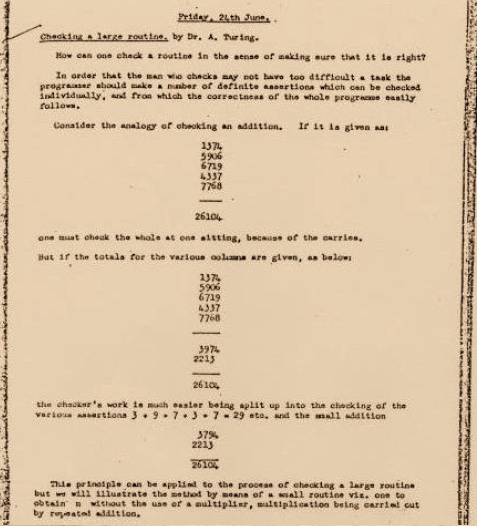 Friday, 24th June.
Checking a large routine. by Dr. A. Turing.
How can one check a routine in the sense of making sure that it is right?
In order that the man who checks may not have too difficult a task the
programmer should make a number of definite assertions which can be checked
individually, and from which the correctness of the whole programme easily
follows.
Consider the analogy of checking an addition. If it is given as:
1374
5906
6719
4337
7768
26104
one must check the whole at one sitting, because of the carries.
But if the totals for the various columns are given, as below:
1374
5906
6719
4337
7768
3974
2213
26104
the checker's work is much easier being split up into the checking of the
various assertions 3 + 9 + 7 + 3 + 7 = 29 etc. and the small addition
3794
2213
26104
This principle can be applied to the process of checking a large routine
but we will illustrate the method by means of a small routine viz. one to
obtain n without the use of a multiplier, multiplication being carried out
by repeated addition.